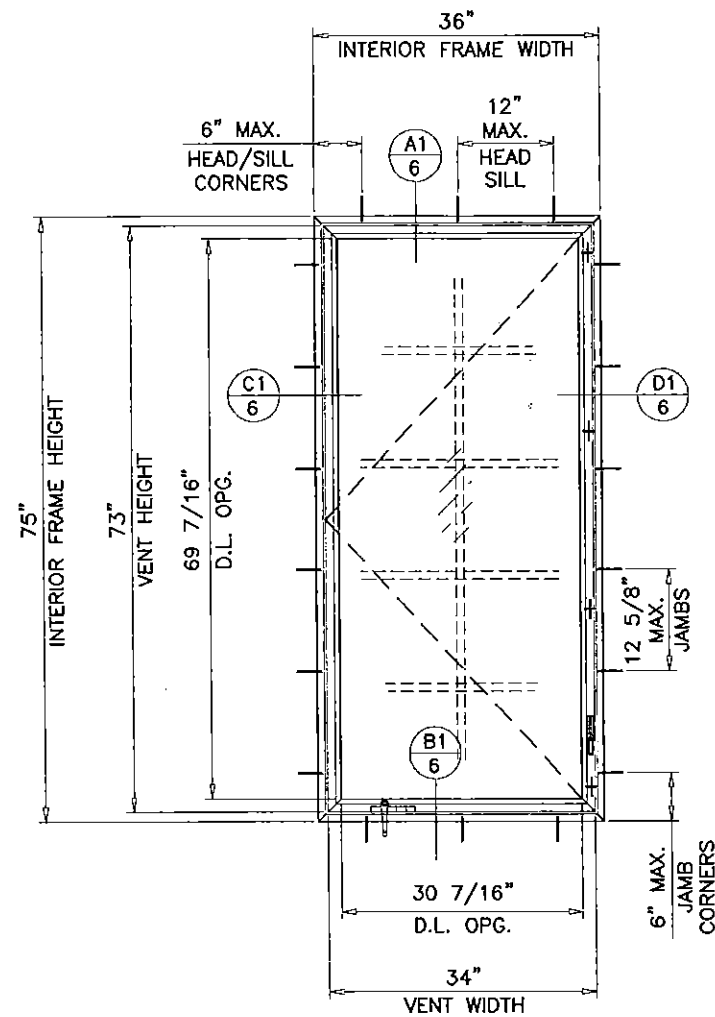 36"
INTERIOR FRAME WIDTH
6" MAX.
HEAD/SILL
CORNERS
A1
6
12"
MAX.
HEAD
SILL
C1
6
D1
6
75"
INTERIOR FRAME HEIGHT
73"
VENT HEIGHT
69 7/16"
D.L. OPG.
12 5/8"
MAX.
JAMBS
B1
6
6" MAX.
JAMB
CORNERS
30 7/16"
D.L. OPG.
34"
VENT WIDTH